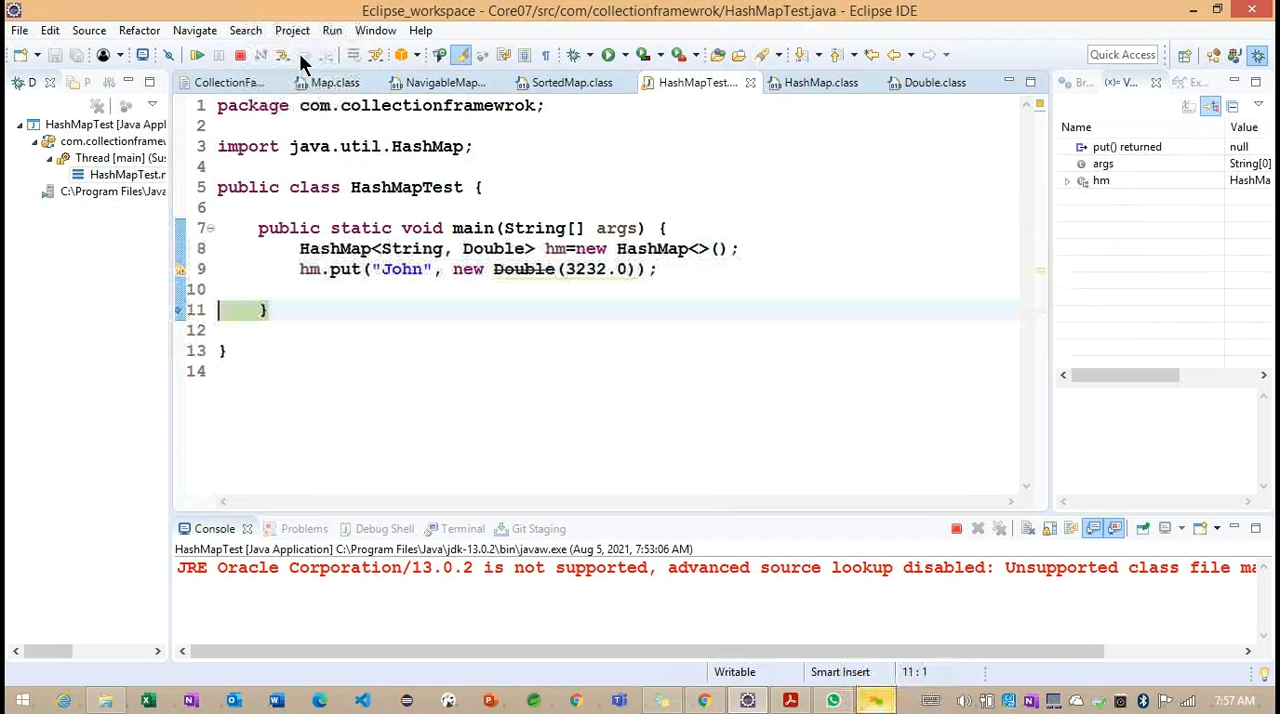 Eclipse_workspace - Core07/src/com/collectionframewrok/HashMapTest.java - Eclipse IDE
File Edit Source Refactor Navigate Search Project Run Window Help
Quick Access
D P
CollectionFa... Map.class NavigableMap... SortedMap.class HashMapTest.... HashMap.class Double.class
Br... (x)= V... Ex...
HashMapTest [Java Appl
com.collectionframew
Thread [main] (Sus
HashMapTest.m
C:\Program Files\Java
1 package com.collectionframewrok;
2
3 import java.util.HashMap;
4
5 public class HashMapTest {
6
7 public static void main(String[] args) {
8 HashMap<String, Double> hm=new HashMap<>();
9 hm.put("John", new Double(3232.0));
10
11 }
12
13 }
14
Name Value
put() returned null
args String[0]
hm HashMa
Console Problems Debug Shell Terminal Git Staging
HashMapTest [Java Application] C:\Program Files\Java\jdk-13.0.2\bin\javaw.exe (Aug 5, 2021, 7:53:06 AM)
JRE Oracle Corporation/13.0.2 is not supported, advanced source lookup disabled: Unsupported class file ma
Writable Smart Insert 11 : 1
7:57 AM